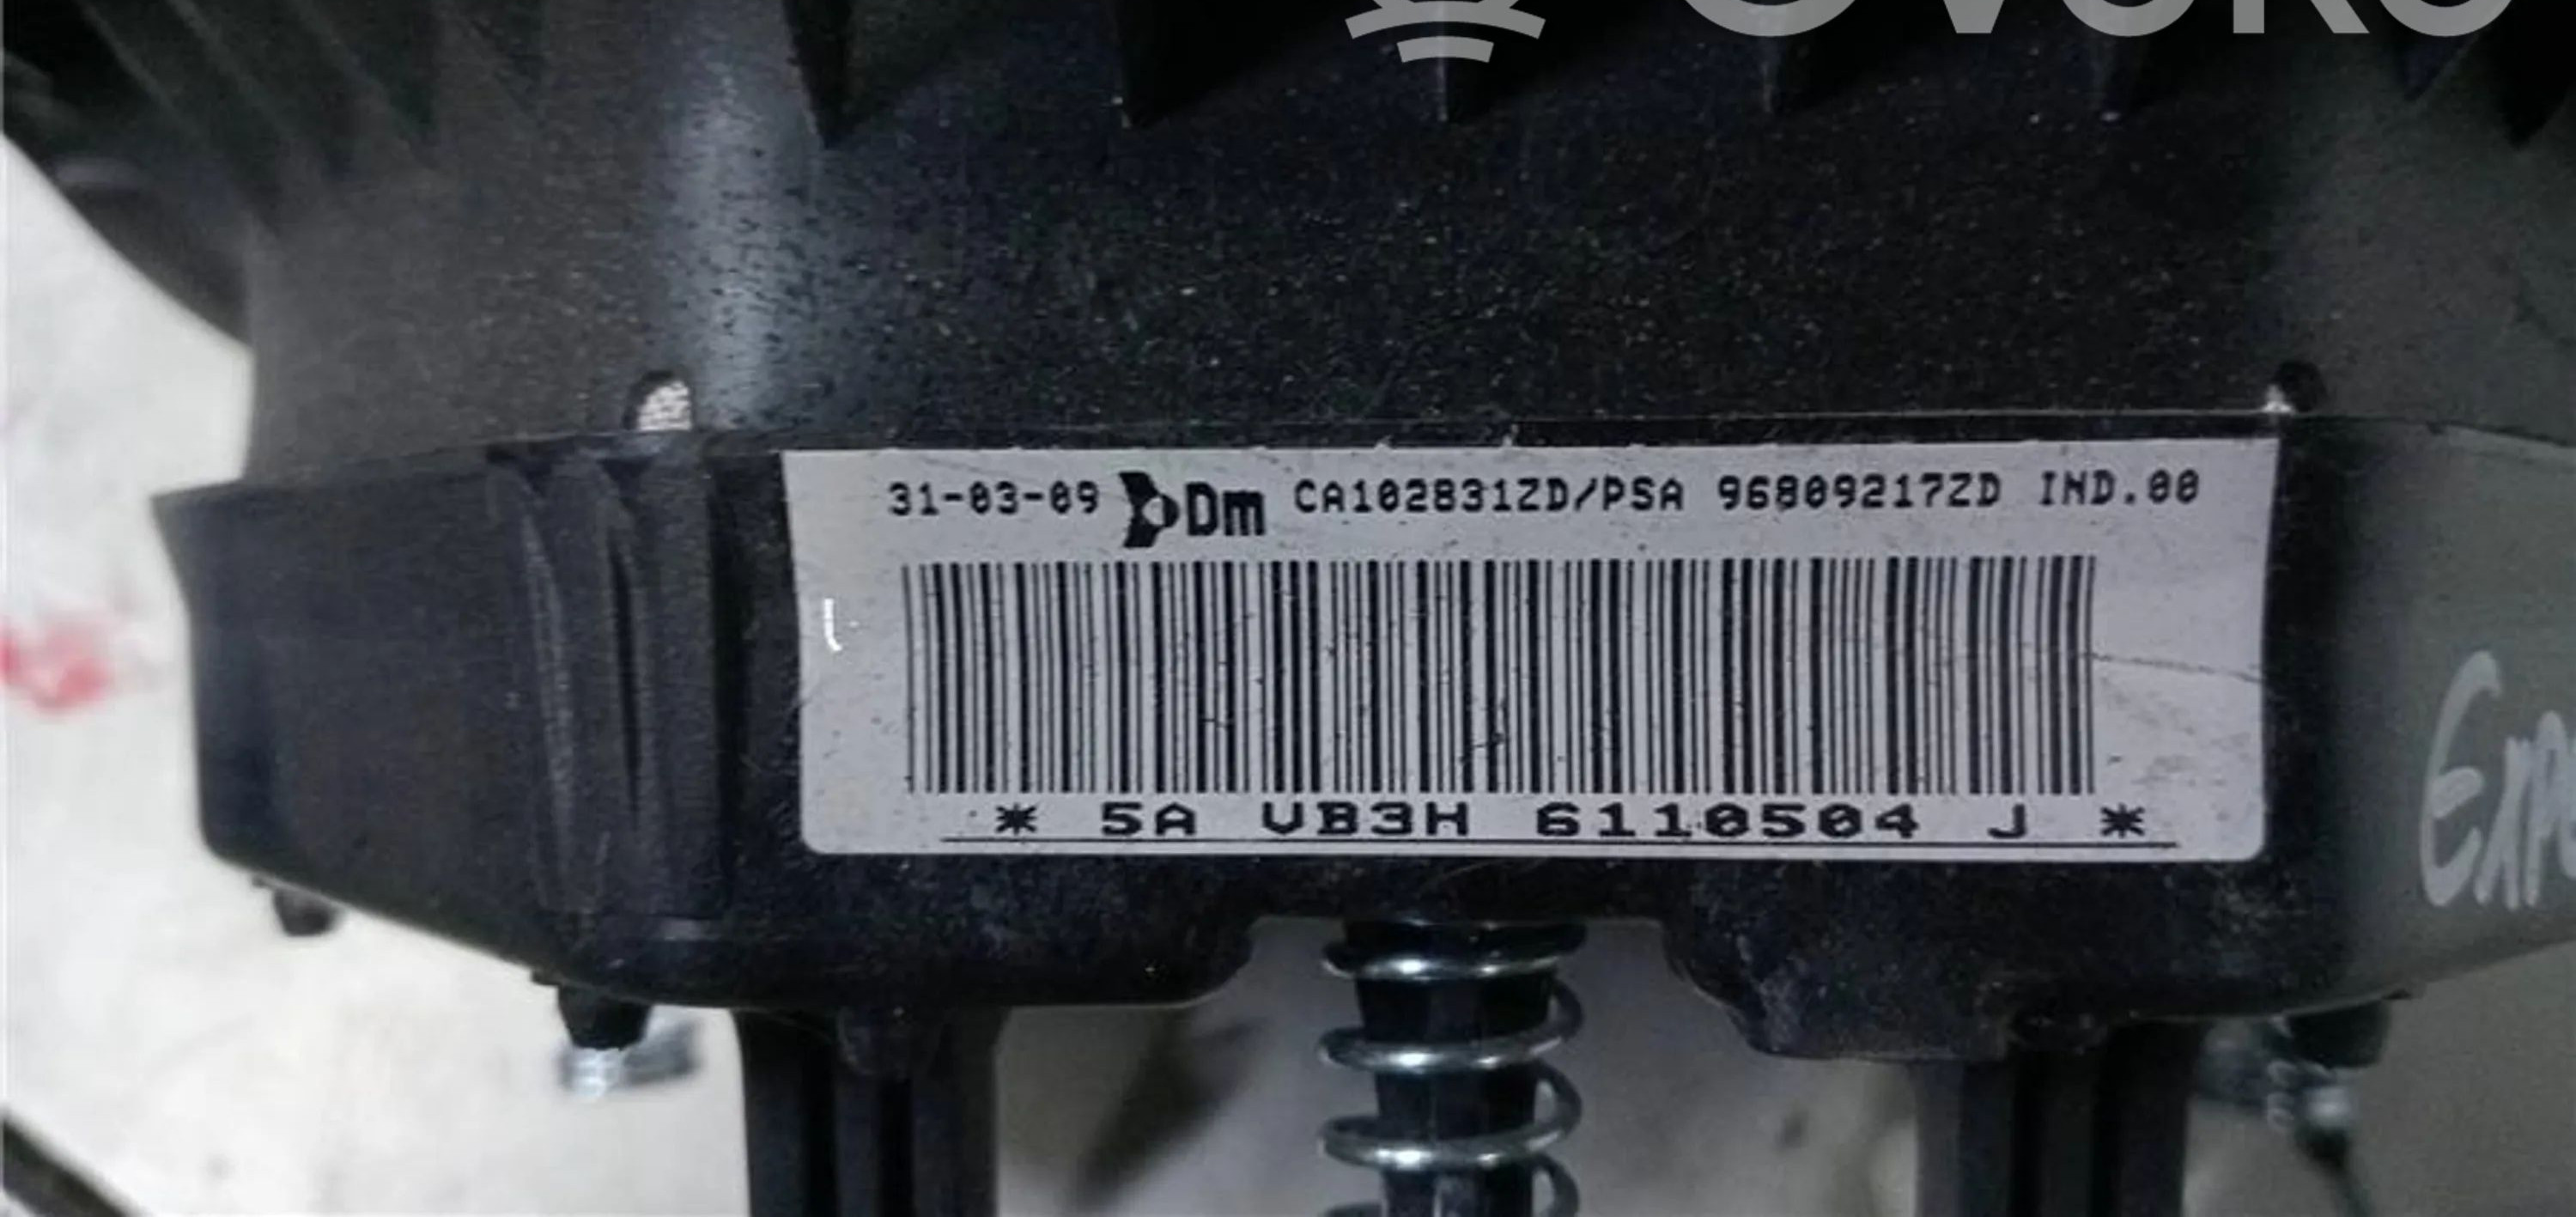 31-03-09 Dm CA102831ZD/PSA 96809217ZD IND.00
* 5A VB3H 6110504 J *